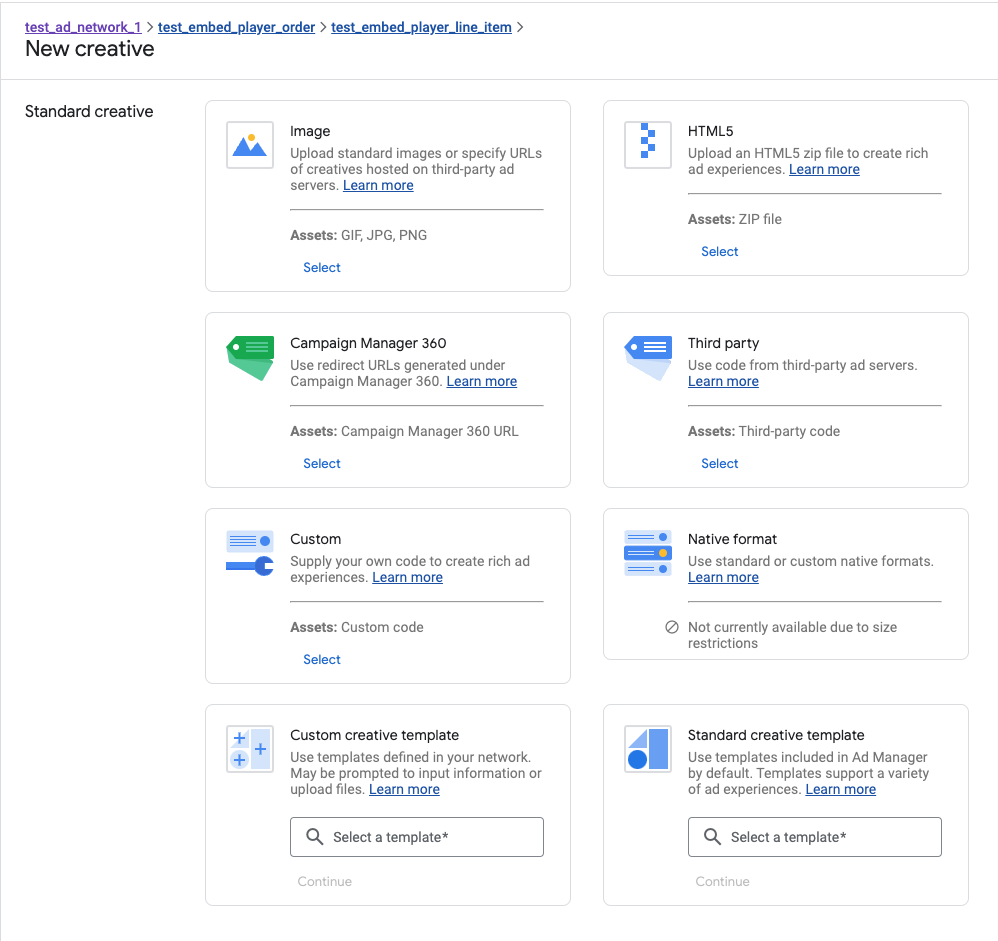 test_ad_network_1 > test_embed_player_order > test_embed_player_line_item >
New creative
Standard creative
Image
Upload standard images or specify URLs
of creatives hosted on third-party ad
servers. Learn more
Assets: GIF, JPG, PNG
Select
HTML5
Upload an HTML5 zip file to create rich
ad experiences. Learn more
Assets: ZIP file
Select
Campaign Manager 360
Use redirect URLs generated under
Campaign Manager 360. Learn more
Assets: Campaign Manager 360 URL
Select
Third party
Use code from third-party ad servers.
Learn more
Assets: Third-party code
Select
Custom
Supply your own code to create rich ad
experiences. Learn more
Assets: Custom code
Select
Native format
Use standard or custom native formats.
Learn more
Not currently available due to size
restrictions
Custom creative template
Use templates defined in your network.
May be prompted to input information or
upload files. Learn more
Select a template*
Continue
Standard creative template
Use templates included in Ad Manager
by default. Templates support a variety
of ad experiences. Learn more
Select a template*
Continue